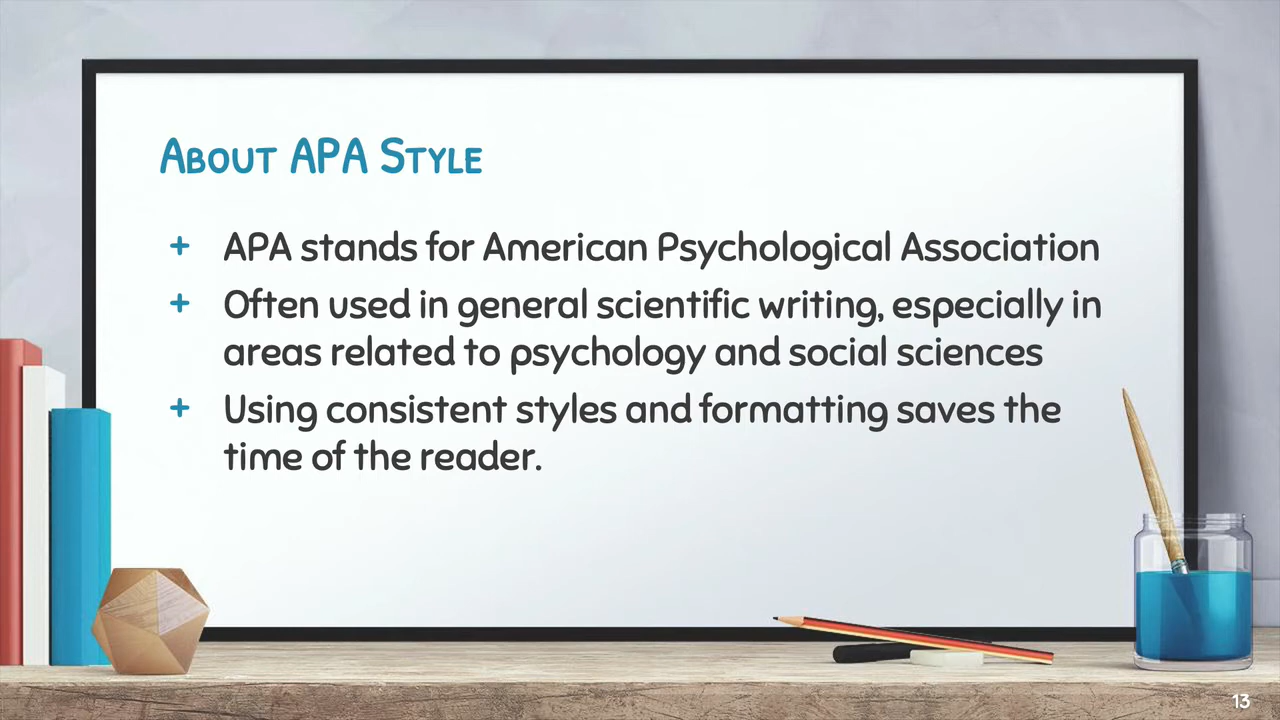 About APA Style
+ APA stands for American Psychological Association
+ Often used in general scientific writing, especially in
areas related to psychology and social sciences
+ Using consistent styles and formatting saves the
time of the reader.
13